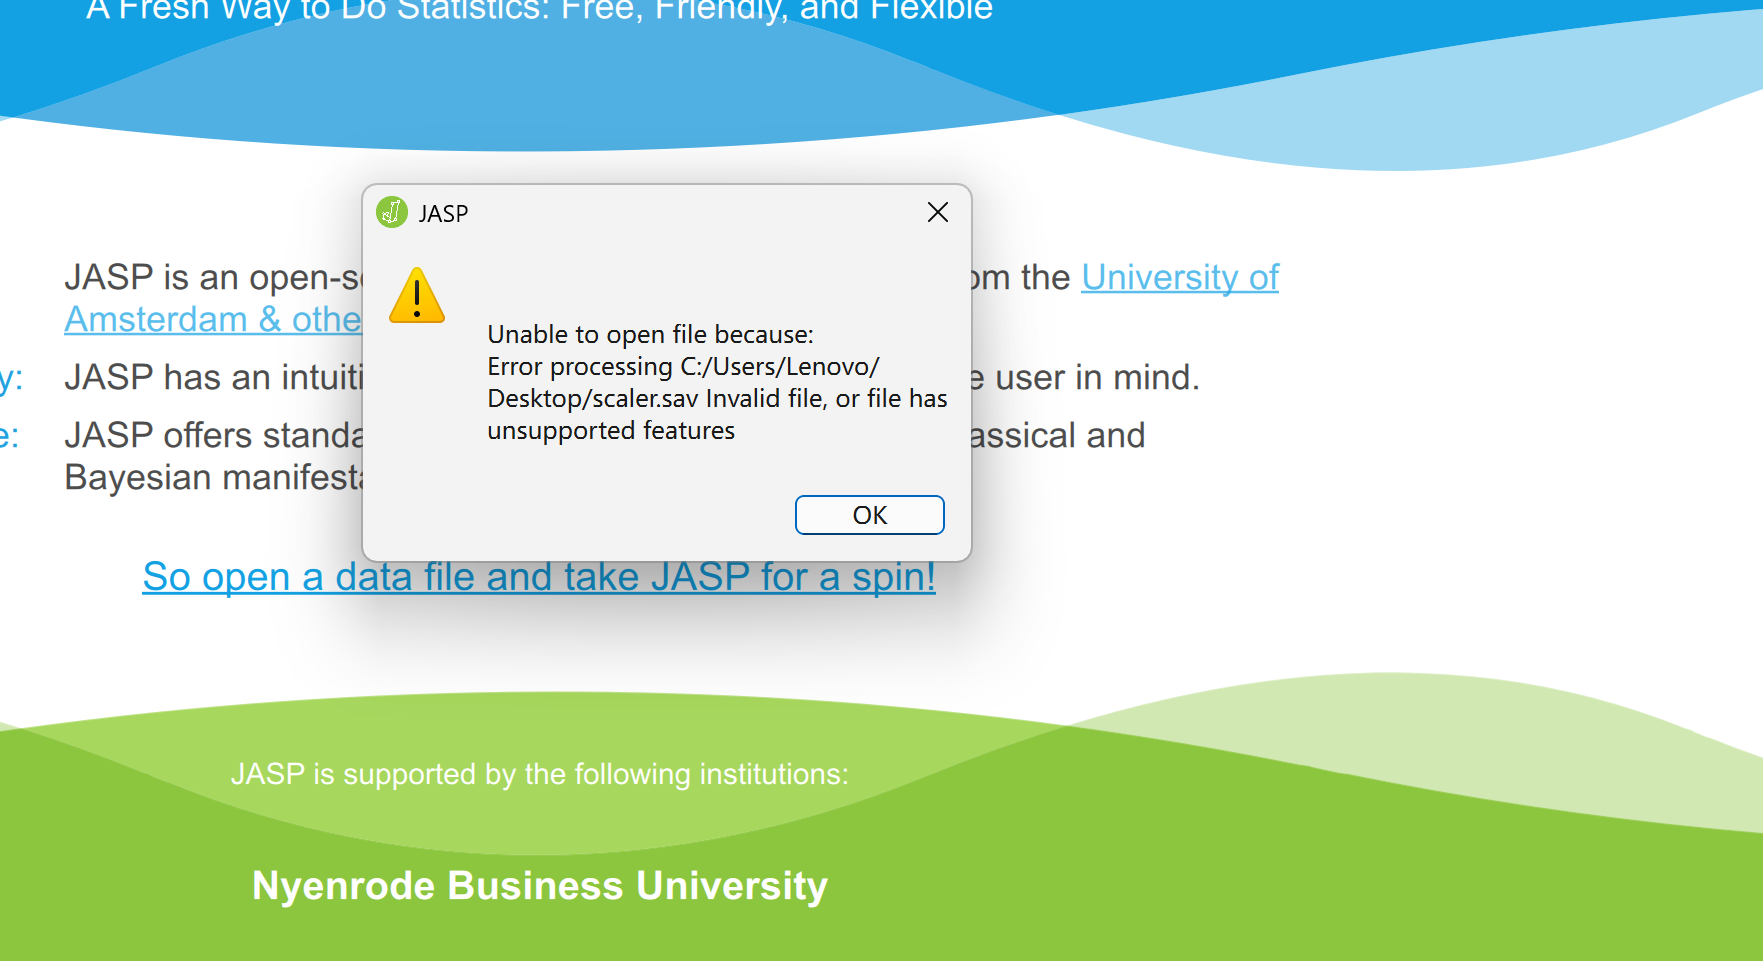 A Fresh Way to Do Statistics: Free, Friendly, and Flexible
JASP
JASP is an open-s
om the University of
Amsterdam & othe
Unable to open file because:
Error processing C:/Users/Lenovo/
Desktop/scaler.sav Invalid file, or file has
unsupported features
y: JASP has an intuiti
e user in mind.
e: JASP offers standa
assical and
Bayesian manifest
OK
So open a data file and take JASP for a spin!
JASP is supported by the following institutions:
Nyenrode Business University